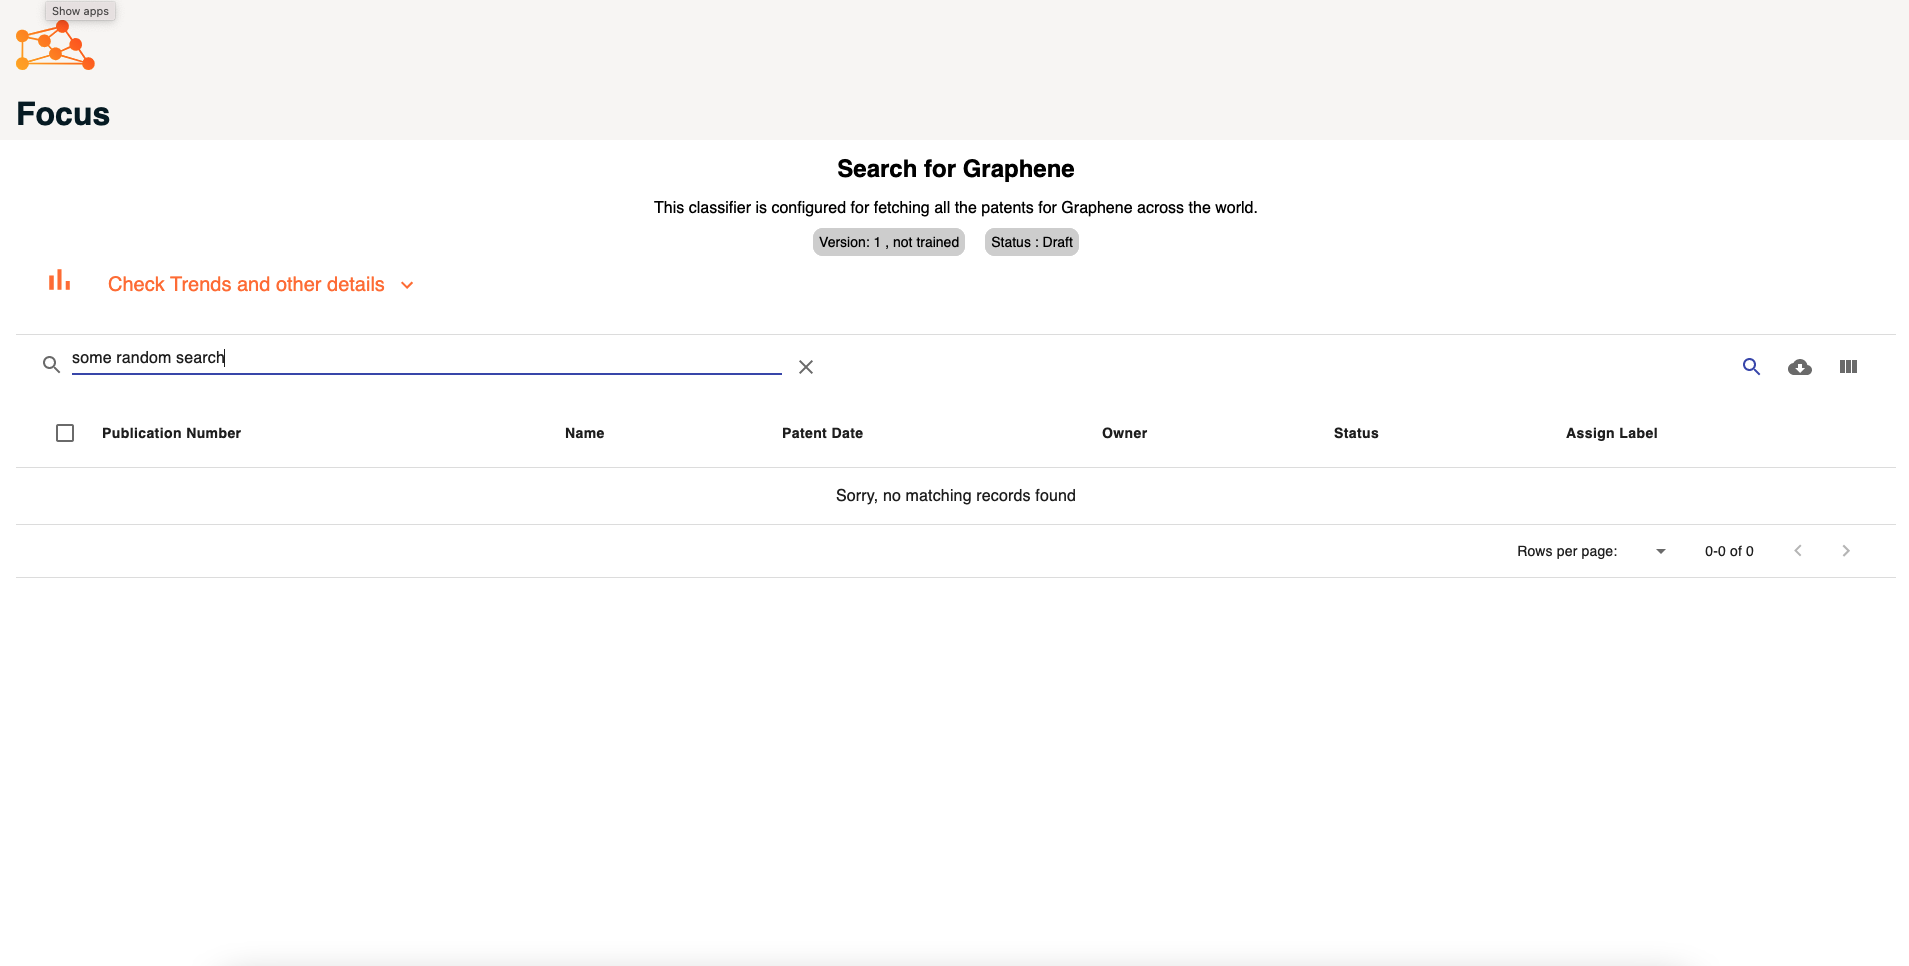 Show apps
Focus
Search for Graphene
This classifier is configured for fetching all the patents for Graphene across the world.
Version: 1 , not trained Status : Draft
Check Trends and other details
some random search
Publication Number Name Patent Date Owner Status Assign Label
Sorry, no matching records found
Rows per page: 0-0 of 0